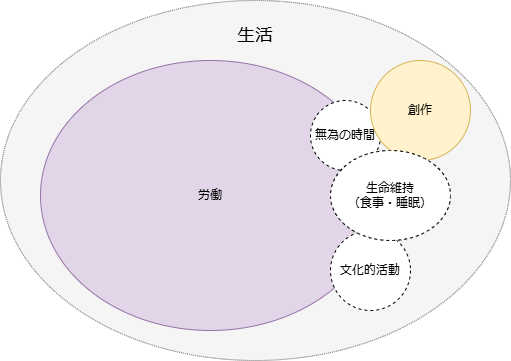 生活
創作
無為の時間
労働
生命維持
（食事・睡眠）
文化的活動